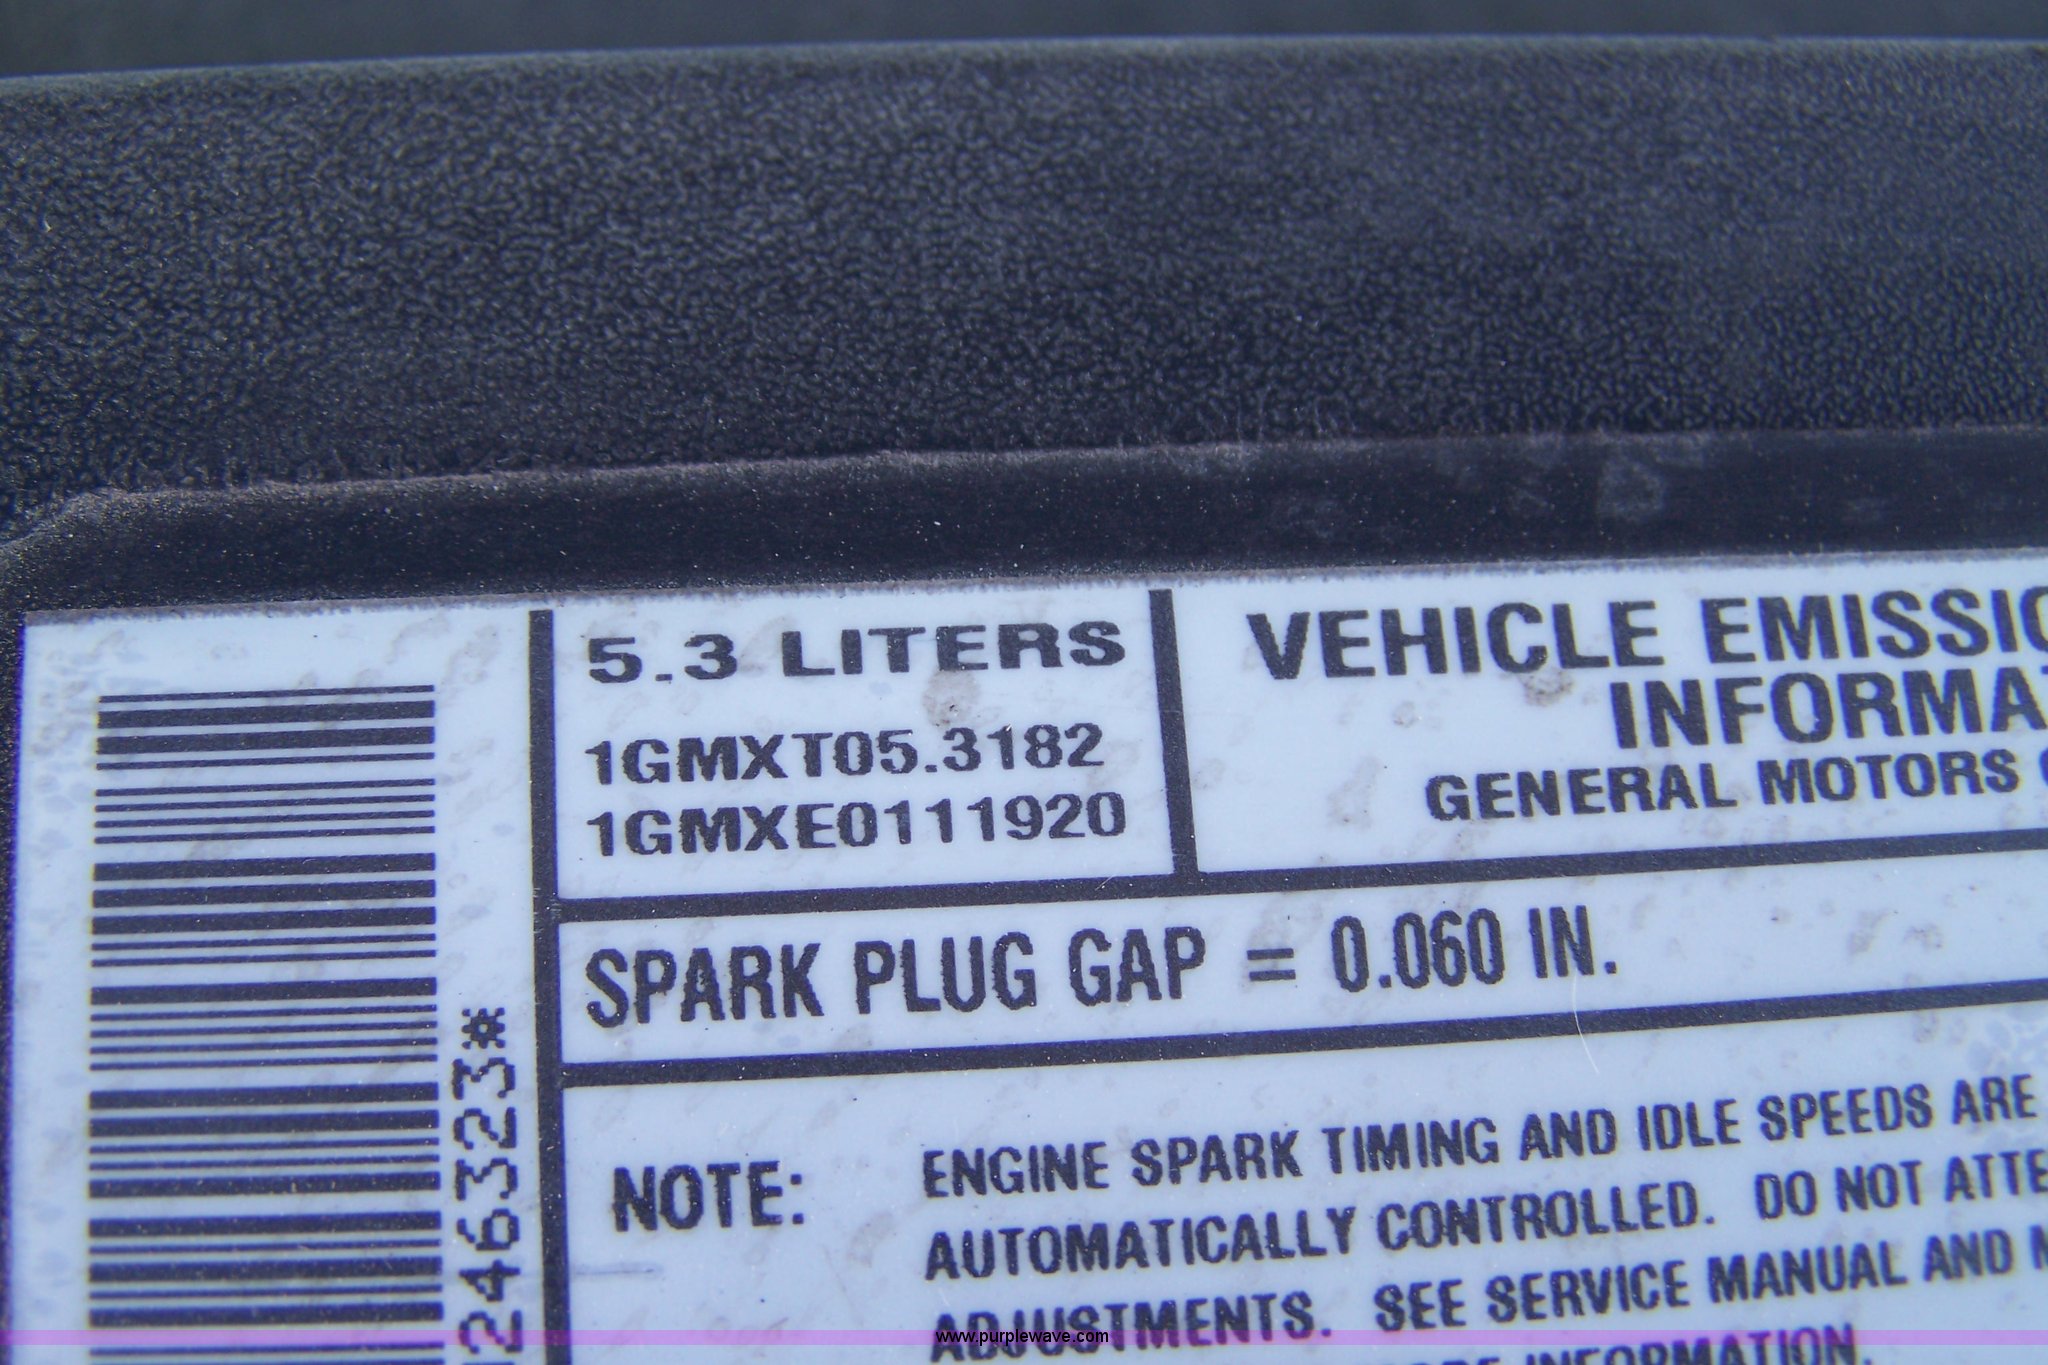 5.3 LITERS
1GMXT05.3182
1GMXE0111920
VEHICLE EMISSIO
INFORMAT
GENERAL MOTORS
SPARK PLUG GAP = 0.060 IN.
NOTE: ENGINE SPARK TIMING AND IDLE SPEEDS ARE
AUTOMATICALLY CONTROLLED. DO NOT ATTE
ADJUSTMENTS. SEE SERVICE MANUAL AND M
INFORMATION.
246323*
www.purplewave.com